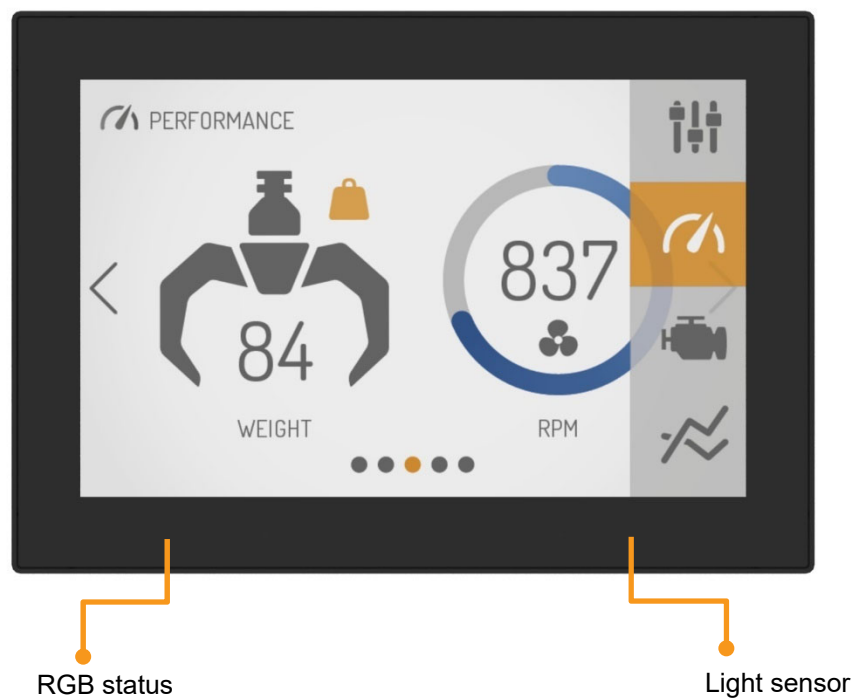 PERFORMANCE
84
WEIGHT
837
RPM
RGB status
Light sensor